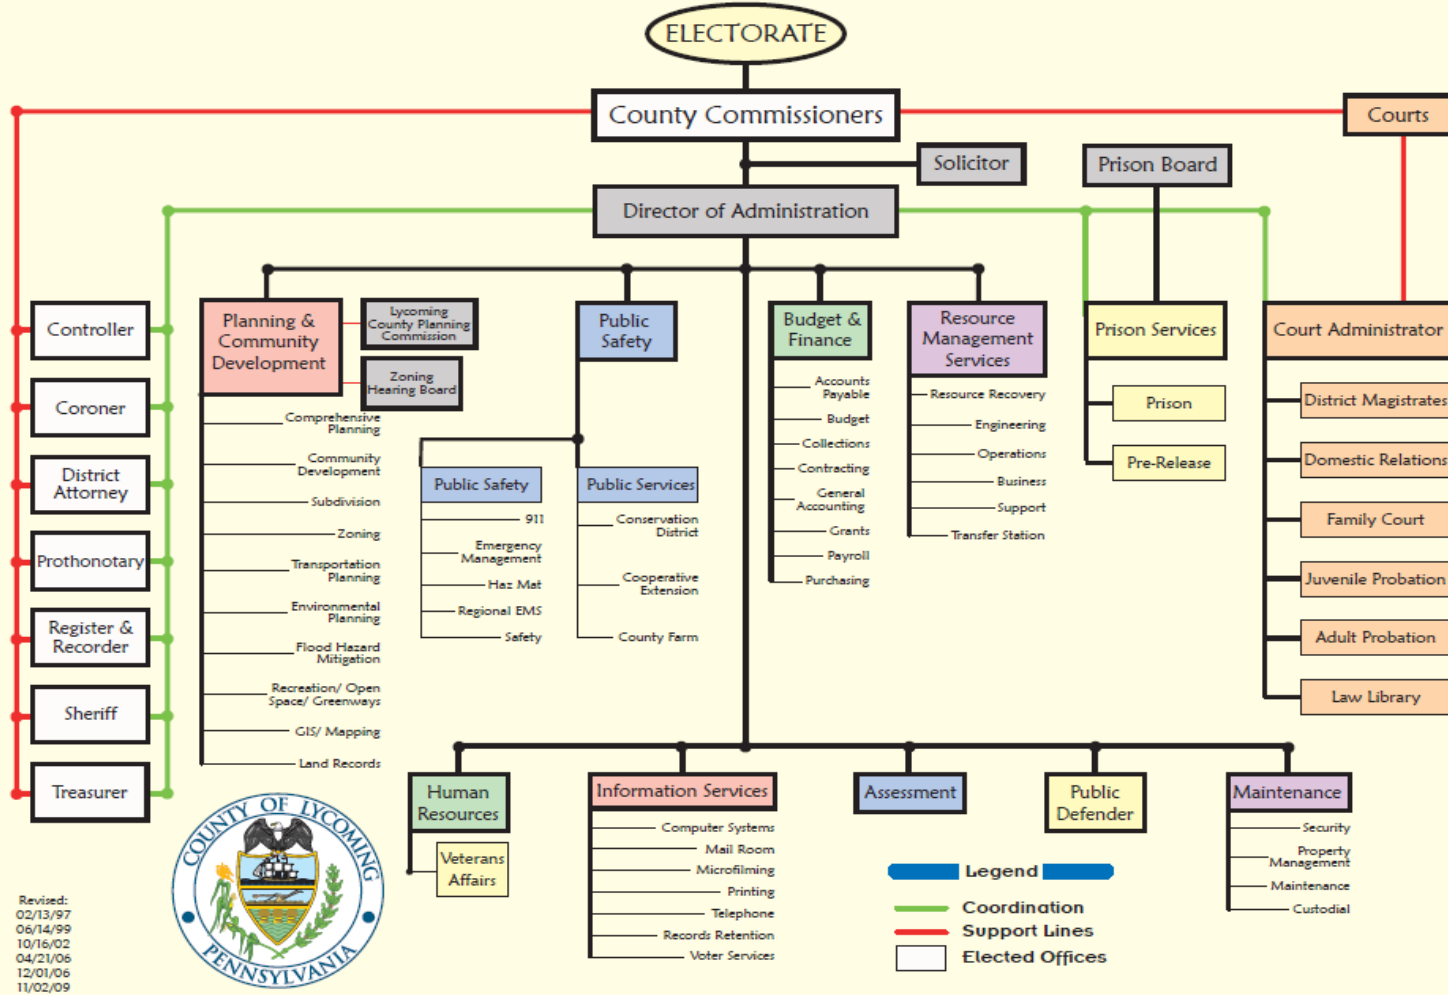 ELECTORATE
County Commissioners
Courts
Solicitor
Prison Board
Director of Administration
Controller
Coroner
District
Attorney
Prothonotary
Register &
Recorder
Sheriff
Treasurer
Planning &
Community
Development
Lycoming
County Planning
Commission
Zoning
Hearing Board
Comprehensive
Planning
Community
Development
Subdivision
Zoning
Transportation
Planning
Environmental
Planning
Flood Hazard
Mitigation
Recreation/ Open
Space/ Greenways
GIS/ Mapping
Land Records
Public
Safety
Public Safety
911
Emergency
Management
Haz Mat
Regional EMS
Safety
Public Services
Conservation
District
Cooperative
Extension
County Farm
Budget &
Finance
Accounts
Payable
Budget
Collections
Contracting
General
Accounting
Grants
Payroll
Purchasing
Resource
Management
Services
Resource Recovery
Engineering
Operations
Business
Support
Transfer Station
Prison Services
Prison
Pre-Release
Court Administrator
District Magistrates
Domestic Relations
Family Court
Juvenile Probation
Adult Probation
Law Library
Human
Resources
Veterans
Affairs
Information Services
Computer Systems
Mail Room
Microfilming
Printing
Telephone
Records Retention
Voter Services
Assessment
Public
Defender
Maintenance
Security
Property
Management
Maintenance
Custodial
Legend
Coordination
Support Lines
Elected Offices
COUNTY OF LYCOMING
PENNSYLVANIA
Revised:
02/13/97
06/14/99
10/16/02
04/21/06
12/01/06
11/02/09